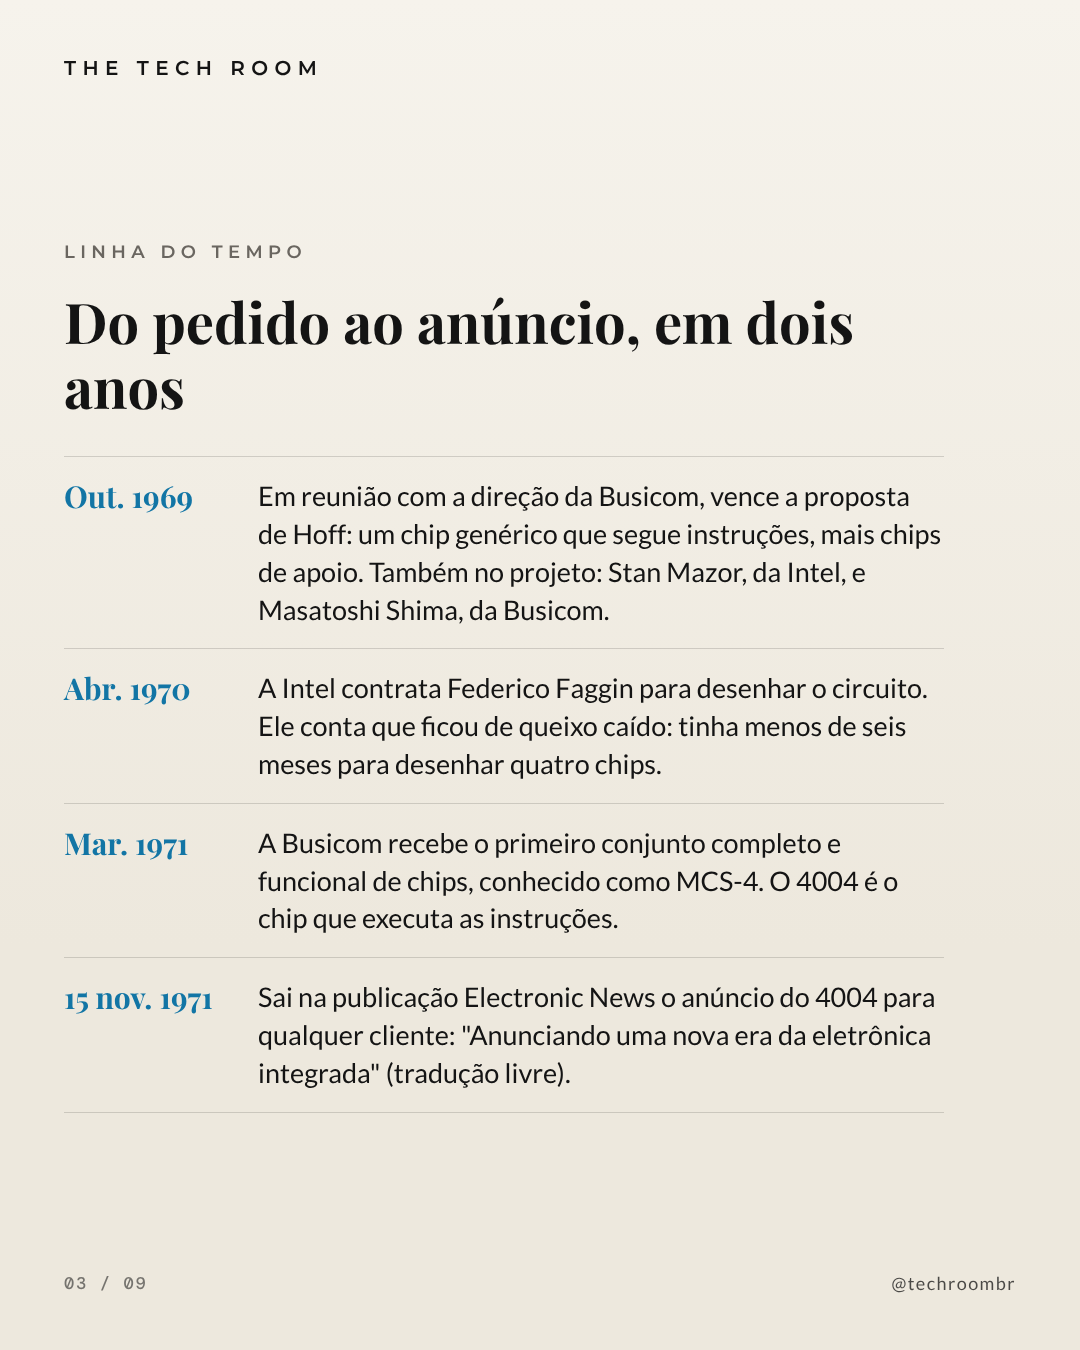 THE TECH ROOM
LINHA DO TEMPO
Do pedido ao anúncio, em dois
anos
Out. 1969
Em reunião com a direção da Busicom, vence a proposta
de Hoff: um chip genérico que segue instruções, mais chips
de apoio. Também no projeto: Stan Mazor, da Intel, e
Masatoshi Shima, da Busicom.
Abr. 1970
A Intel contrata Federico Faggin para desenhar o circuito.
Ele conta que ficou de queixo caído: tinha menos de seis
meses para desenhar quatro chips.
Mar. 1971
A Busicom recebe o primeiro conjunto completo e
funcional de chips, conhecido como MCS-4. O 4004 é o
chip que executa as instruções.
15 nov. 1971
Sai na publicação Electronic News o anúncio do 4004 para
qualquer cliente: "Anunciando uma nova era da eletrônica
integrada" (tradução livre).
03 / 09
@techroombr